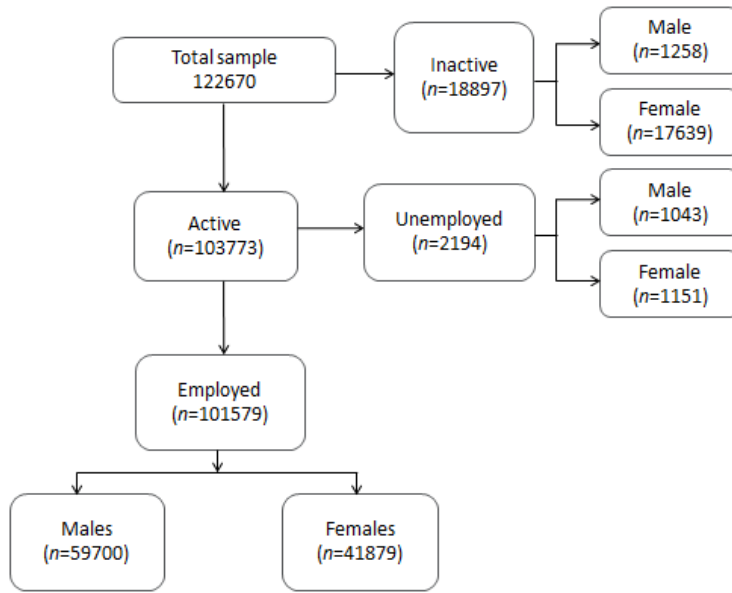 Total sample
122670
Inactive
(n=18897)
Male
(n=1258)
Female
(n=17639)
Active
(n=103773)
Unemployed
(n=2194)
Male
(n=1043)
Female
(n=1151)
Employed
(n=101579)
Males
(n=59700)
Females
(n=41879)